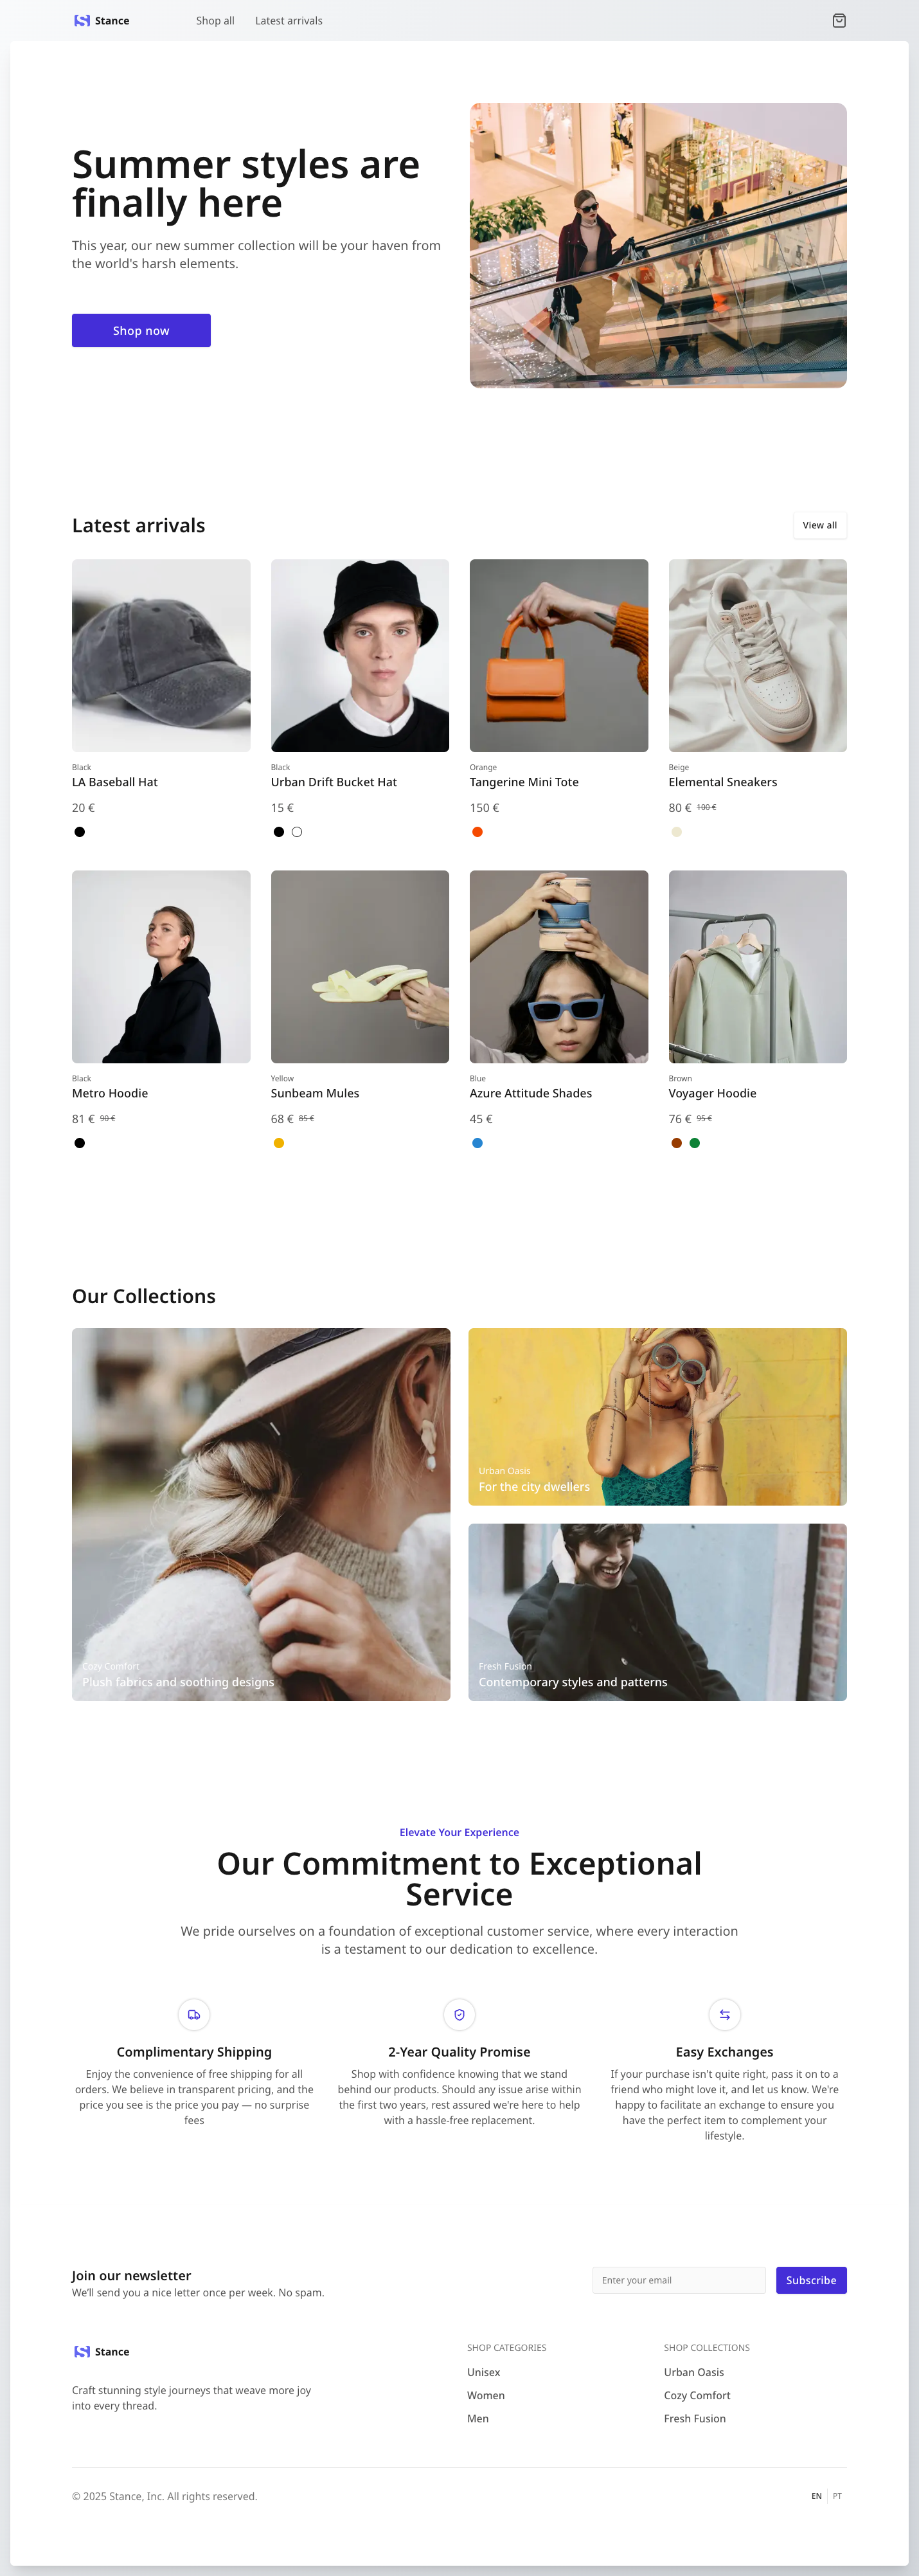 Stance
Shop all
Latest arrivals
Summer styles are
finally here
This year, our new summer collection will be your haven from
the world's harsh elements.
Shop now
Latest arrivals
View all
Black
LA Baseball Hat
20 €
Black
Urban Drift Bucket Hat
15 €
Orange
Tangerine Mini Tote
150 €
Beige
Elemental Sneakers
80 € 100 €
Black
Metro Hoodie
81 € 90 €
Yellow
Sunbeam Mules
68 € 85 €
Blue
Azure Attitude Shades
45 €
Brown
Voyager Hoodie
76 € 95 €
Our Collections
Cozy Comfort
Plush fabrics and soothing designs
Urban Oasis
For the city dwellers
Fresh Fusion
Contemporary styles and patterns
Elevate Your Experience
Our Commitment to Exceptional
Service
We pride ourselves on a foundation of exceptional customer service, where every interaction
is a testament to our dedication to excellence.
Complimentary Shipping
Enjoy the convenience of free shipping for all
orders. We believe in transparent pricing, and the
price you see is the price you pay — no surprise
fees
2-Year Quality Promise
Shop with confidence knowing that we stand
behind our products. Should any issue arise within
the first two years, rest assured we're here to help
with a hassle-free replacement.
Easy Exchanges
If your purchase isn't quite right, pass it on to a
friend who might love it, and let us know. We're
happy to facilitate an exchange to ensure you
have the perfect item to complement your
lifestyle.
Join our newsletter
We'll send you a nice letter once per week. No spam.
Enter your email
Subscribe
Stance
Craft stunning style journeys that weave more joy
into every thread.
SHOP CATEGORIES
Unisex
Women
Men
SHOP COLLECTIONS
Urban Oasis
Cozy Comfort
Fresh Fusion
© 2025 Stance, Inc. All rights reserved.
EN
PT